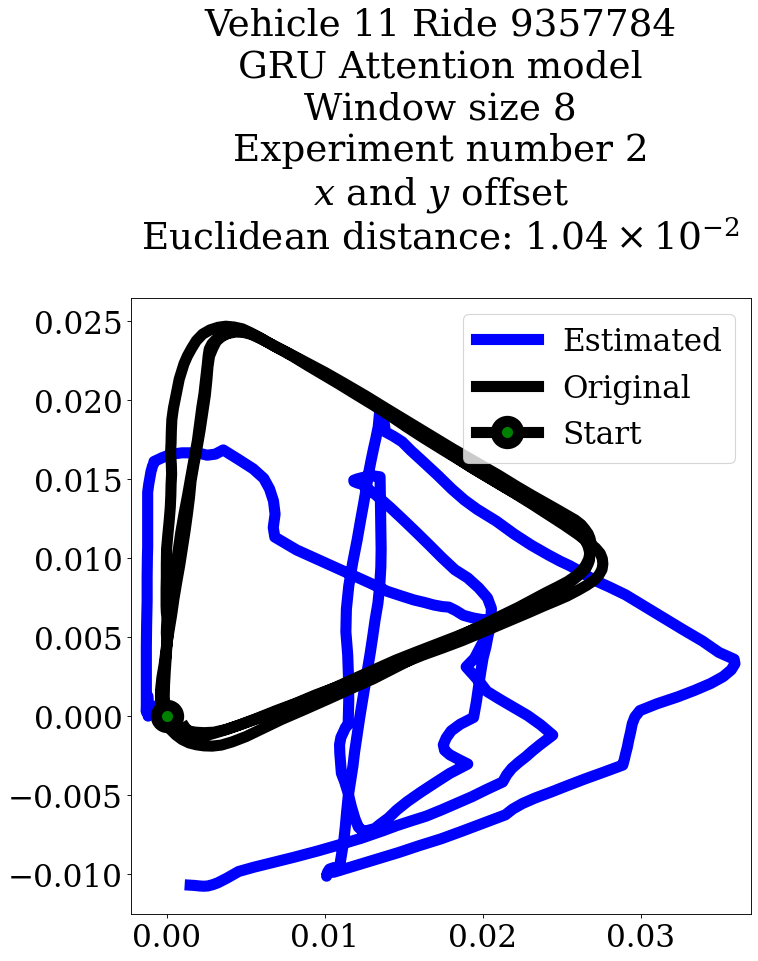 Vehicle 11 Ride 9357784
GRU Attention model
Window size 8
Experiment number 2
x and y offset
Euclidean distance: 1.04 × 10⁻²
Estimated
Original
Start
0.025
0.020
0.015
0.010
0.005
0.000
−0.005
−0.010
0.00 0.01 0.02 0.03